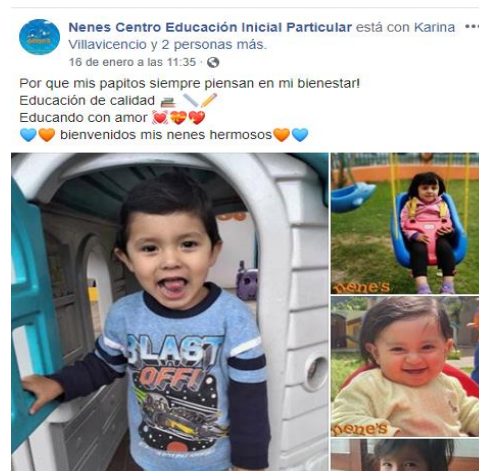 Nenes Centro Educación Inicial Particular está con Karina
Villavicencio y 2 personas más.
16 de enero a las 11:35 ·
Por que mis papitos siempre piensan en mi bienestar!
Educación de calidad
Educando con amor
bienvenidos mis nenes hermosos
BLAST
OFF!
nene's
nene's